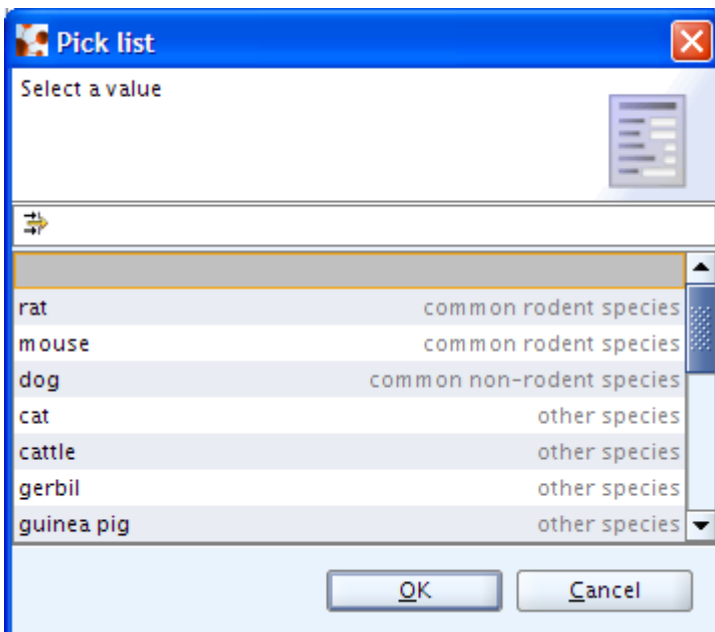 Pick list
Select a value
rat common rodent species
mouse common rodent species
dog common non-rodent species
cat other species
cattle other species
gerbil other species
guinea pig other species
OK Cancel